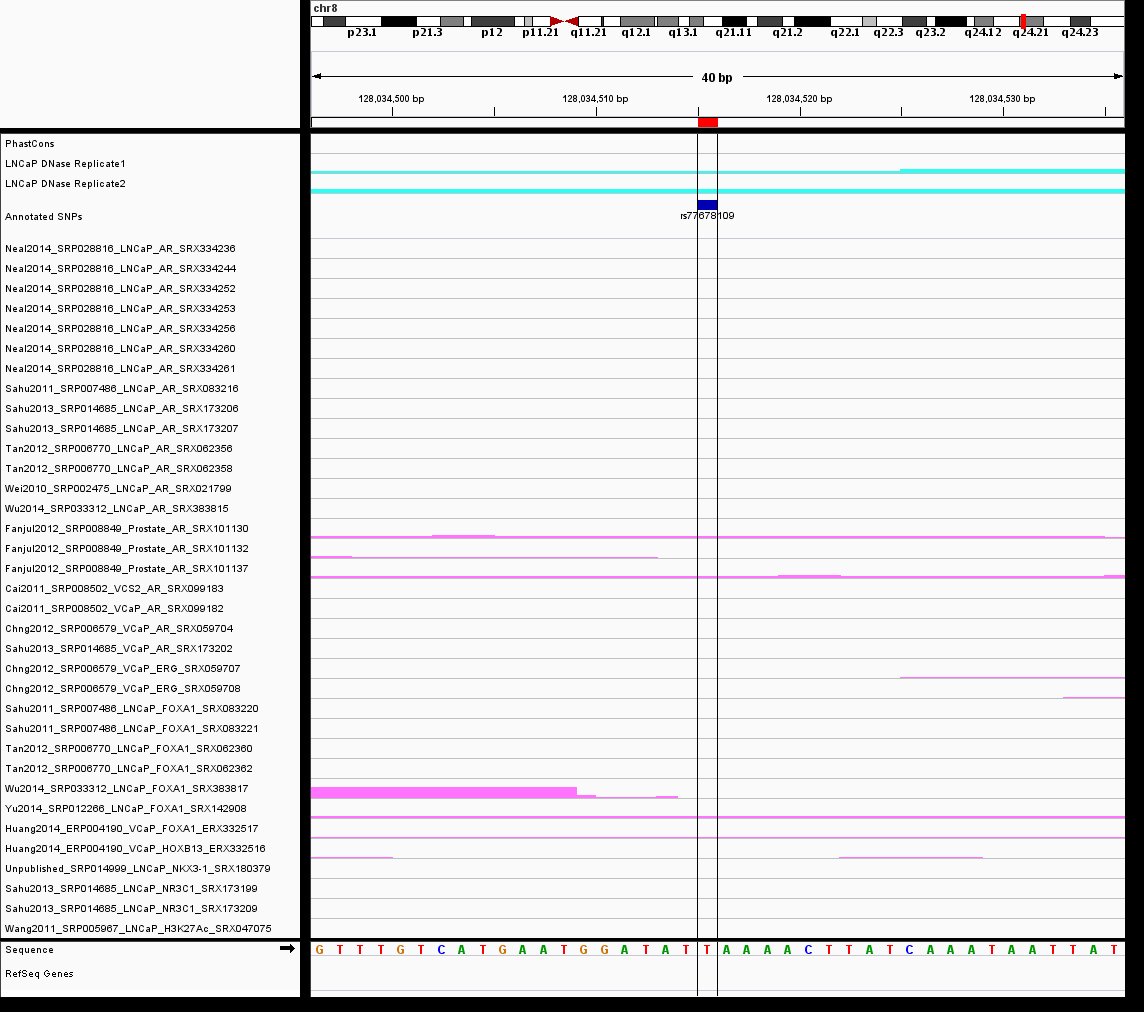 chr8
p23.1 p21.3 p12 p11.21 q11.21 q12.1 q13.1 q21.11 q21.2 q22.1 q22.3 q23.2 q24.12 q24.21 q24.23
40 bp
128,034,500 bp 128,034,510 bp 128,034,520 bp 128,034,530 bp
PhastCons
LNCaP DNase Replicate1
LNCaP DNase Replicate2
Annotated SNPs
rs77678109
Neal2014_SRP028816_LNCaP_AR_SRX334236
Neal2014_SRP028816_LNCaP_AR_SRX334244
Neal2014_SRP028816_LNCaP_AR_SRX334252
Neal2014_SRP028816_LNCaP_AR_SRX334253
Neal2014_SRP028816_LNCaP_AR_SRX334256
Neal2014_SRP028816_LNCaP_AR_SRX334260
Neal2014_SRP028816_LNCaP_AR_SRX334261
Sahu2011_SRP007486_LNCaP_AR_SRX083216
Sahu2013_SRP014685_LNCaP_AR_SRX173206
Sahu2013_SRP014685_LNCaP_AR_SRX173207
Tan2012_SRP006770_LNCaP_AR_SRX062356
Tan2012_SRP006770_LNCaP_AR_SRX062358
Wei2010_SRP002475_LNCaP_AR_SRX021799
Wu2014_SRP033312_LNCaP_AR_SRX383815
Fanjul2012_SRP008849_Prostate_AR_SRX101130
Fanjul2012_SRP008849_Prostate_AR_SRX101132
Fanjul2012_SRP008849_Prostate_AR_SRX101137
Cai2011_SRP008502_VCS2_AR_SRX099183
Cai2011_SRP008502_VCaP_AR_SRX099182
Chng2012_SRP006579_VCaP_AR_SRX059704
Sahu2013_SRP014685_VCaP_AR_SRX173202
Chng2012_SRP006579_VCaP_ERG_SRX059707
Chng2012_SRP006579_VCaP_ERG_SRX059708
Sahu2011_SRP007486_LNCaP_FOXA1_SRX083220
Sahu2011_SRP007486_LNCaP_FOXA1_SRX083221
Tan2012_SRP006770_LNCaP_FOXA1_SRX062360
Tan2012_SRP006770_LNCaP_FOXA1_SRX062362
Wu2014_SRP033312_LNCaP_FOXA1_SRX383817
Yu2014_SRP012266_LNCaP_FOXA1_SRX142908
Huang2014_ERP004190_VCaP_FOXA1_ERX332517
Huang2014_ERP004190_VCaP_HOXB13_ERX332516
Unpublished_SRP014999_LNCaP_NKX3-1_SRX180379
Sahu2013_SRP014685_LNCaP_NR3C1_SRX173199
Sahu2013_SRP014685_LNCaP_NR3C1_SRX173209
Wang2011_SRP005967_LNCaP_H3K27Ac_SRX047075
Sequence G T T T G T C A T G A A T G G A T A T T A A A A C T T A T C A A A T A A T T A T
RefSeq Genes